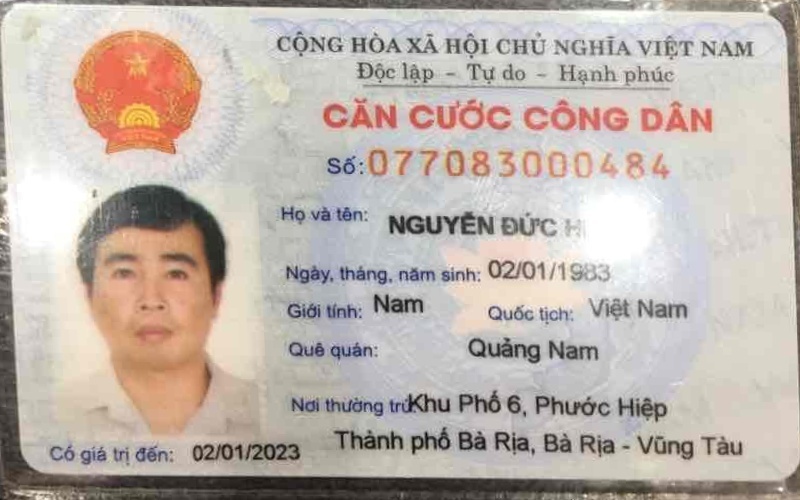 CỘNG HÒA XÃ HỘI CHỦ NGHĨA VIỆT NAM
Độc lập - Tự do - Hạnh phúc
CĂN CƯỚC CÔNG DÂN
Số: 077083000484
Họ và tên: NGUYỄN ĐỨC
Ngày, tháng, năm sinh: 02/01/1983
Giới tính: Nam Quốc tịch: Việt Nam
Quê quán: Quảng Nam
Nơi thường trú: Khu Phố 6, Phước Hiệp
Thành phố Bà Rịa, Bà Rịa - Vũng Tàu
Có giá trị đến: 02/01/2023